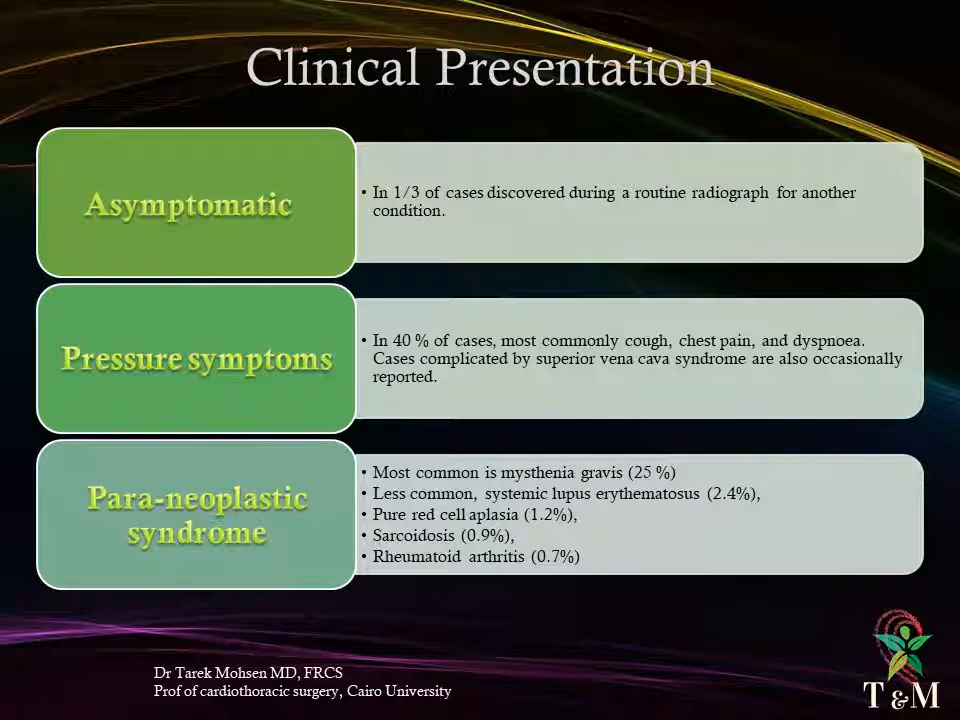 Clinical Presentation
Asymptomatic
• In 1/3 of cases discovered during a routine radiograph for another
condition.
Pressure symptoms
• In 40 % of cases, most commonly cough, chest pain, and dyspnoea.
Cases complicated by superior vena cava syndrome are also occasionally
reported.
Para-neoplastic
syndrome
• Most common is mysthenia gravis (25 %)
• Less common, systemic lupus erythematosus (2.4%),
• Pure red cell aplasia (1.2%),
• Sarcoidosis (0.9%),
• Rheumatoid arthritis (0.7%)
Dr Tarek Mohsen MD, FRCS
Prof of cardiothoracic surgery, Cairo University
T & M